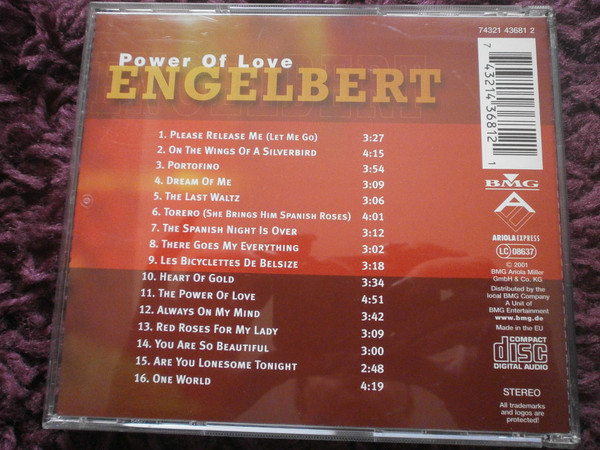 74321 43681 2
Power Of Love
ENGELBERT
7 43214 36812 1
1. Please Release Me (Let Me Go) 3:27
2. On The Wings Of A Silverbird 4:15
3. Portofino 3:54
4. Dream Of Me 3:09
5. The Last Waltz 3:06
6. Torero (She Brings Him Spanish Roses) 4:01
7. The Spanish Night Is Over 3:12
8. There Goes My Everything 3:02
9. Les Bicyclettes De Belsize 3:18
10. Heart Of Gold 3:34
11. The Power Of Love 4:51
12. Always On My Mind 3:42
13. Red Roses For My Lady 3:09
14. You Are So Beautiful 3:00
15. Are You Lonesome Tonight 2:48
16. One World 4:19
BMG
A
ARIOLAEXPRESS
LC 08637
© 2001
BMG Ariola Miller
GmbH & Co. KG
Distributed by the
local BMG Company
A Unit of
BMG Entertainment
www.bmg.de
Made in the EU
COMPACT
disc
DIGITAL AUDIO
STEREO
All trademarks
and logos are
protected!